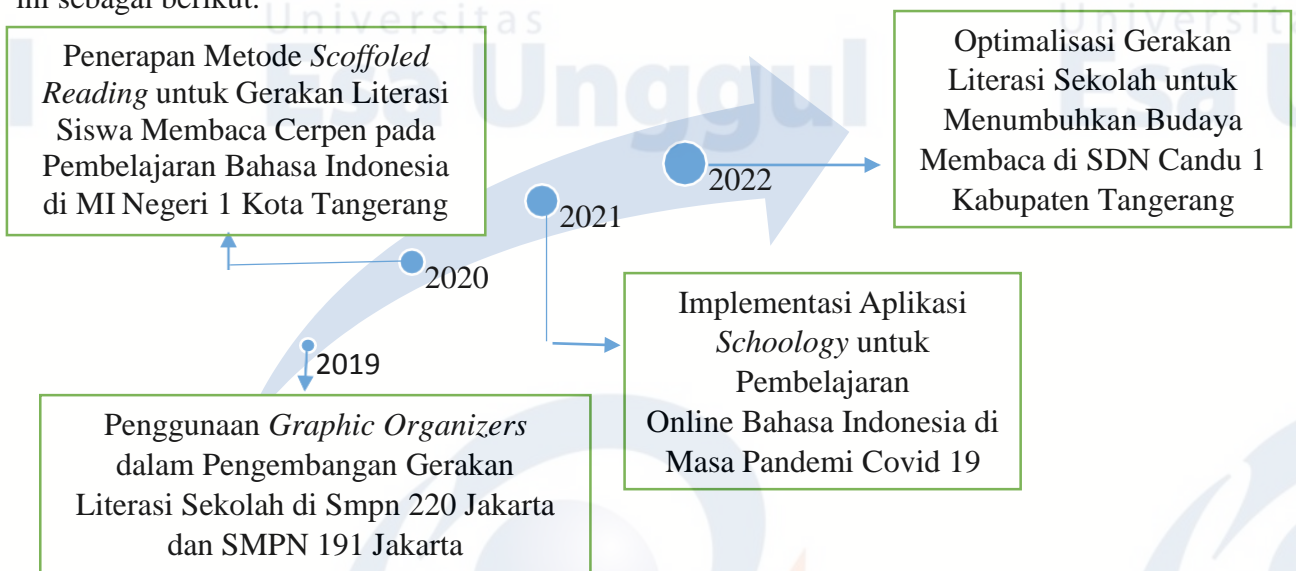 ini sebagai berikut:
Universitas
Esa Unggul
Universita
Esa U
Penerapan Metode Scoffoled
Reading untuk Gerakan Literasi
Siswa Membaca Cerpen pada
Pembelajaran Bahasa Indonesia
di MI Negeri 1 Kota Tangerang
Optimalisasi Gerakan
Literasi Sekolah untuk
Menumbuhkan Budaya
Membaca di SDN Candu 1
Kabupaten Tangerang
2022
2021
2020
2019
Implementasi Aplikasi
Schoology untuk
Pembelajaran
Online Bahasa Indonesia di
Masa Pandemi Covid 19
Penggunaan Graphic Organizers
dalam Pengembangan Gerakan
Literasi Sekolah di Smpn 220 Jakarta
dan SMPN 191 Jakarta